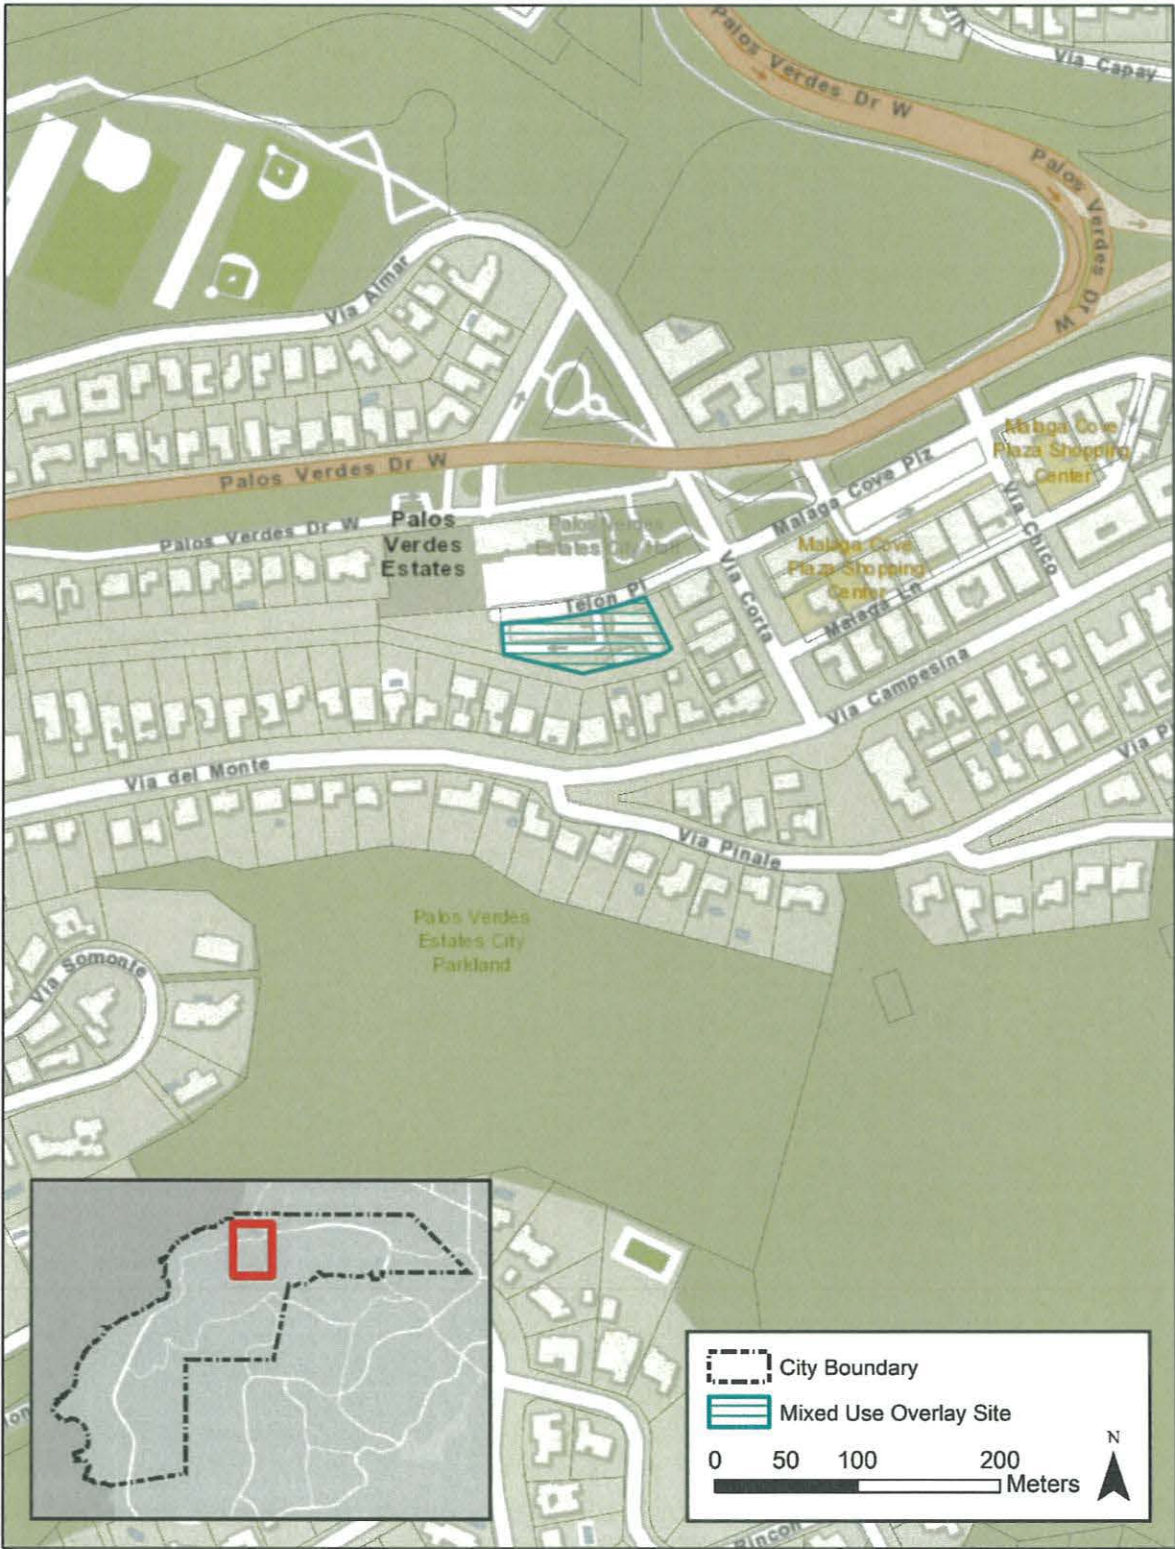 Palos Verdes Dr W
Via Capay
Palos Verdes Dr W
Via Almar
Palos Verdes Dr W
Malaga Cove
Plaza Shopping
Center
Malaga Cove Plz
Via Chico
Palos Verdes Dr W
Palos
Verdes
Estates
Palos Verdes
Estates City Hall
Malaga Cove
Plaza Shopping
Center
Telon Pl
Via Corta
Malaga Ln
Via Campesina
Via del Monte
Via Pinale
Palos Verdes
Estates City
Parkland
Via Somonte
City Boundary
Mixed Use Overlay Site
N
0 50 100 200
Meters
Rincon